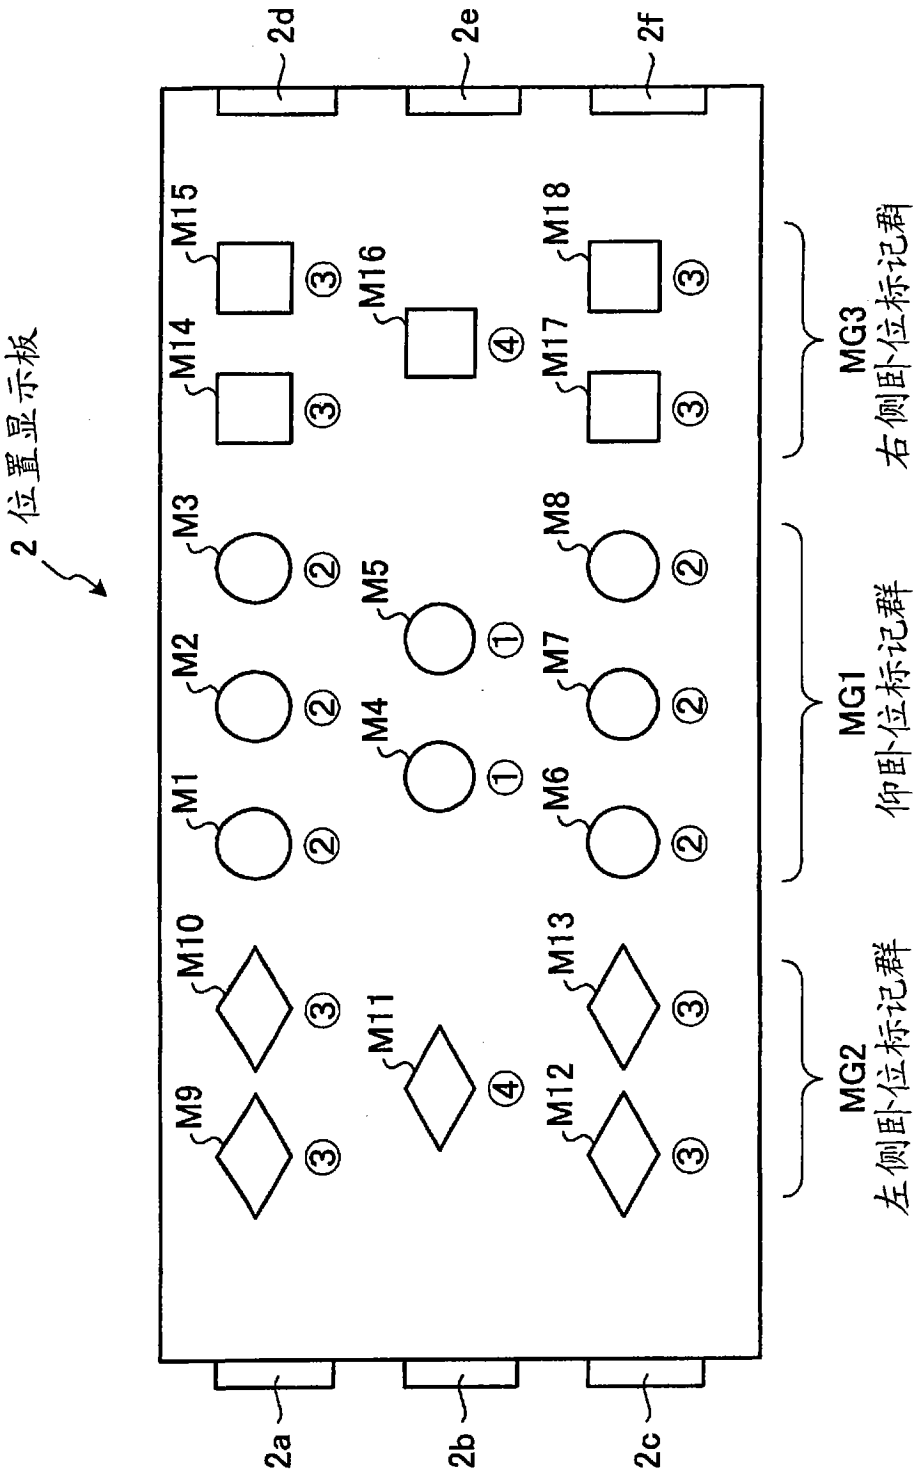 2 位置显示板
2a
2b
2c
2d
2e
2f
M9
③
M10
③
M1
②
M2
②
M3
②
M14
③
M15
③
M11
④
M4
①
M5
①
M16
④
M12
③
M13
③
M6
②
M7
②
M8
②
M17
③
M18
③
MG2
左侧卧位标记群
MG1
仰卧位标记群
MG3
右侧卧位标记群